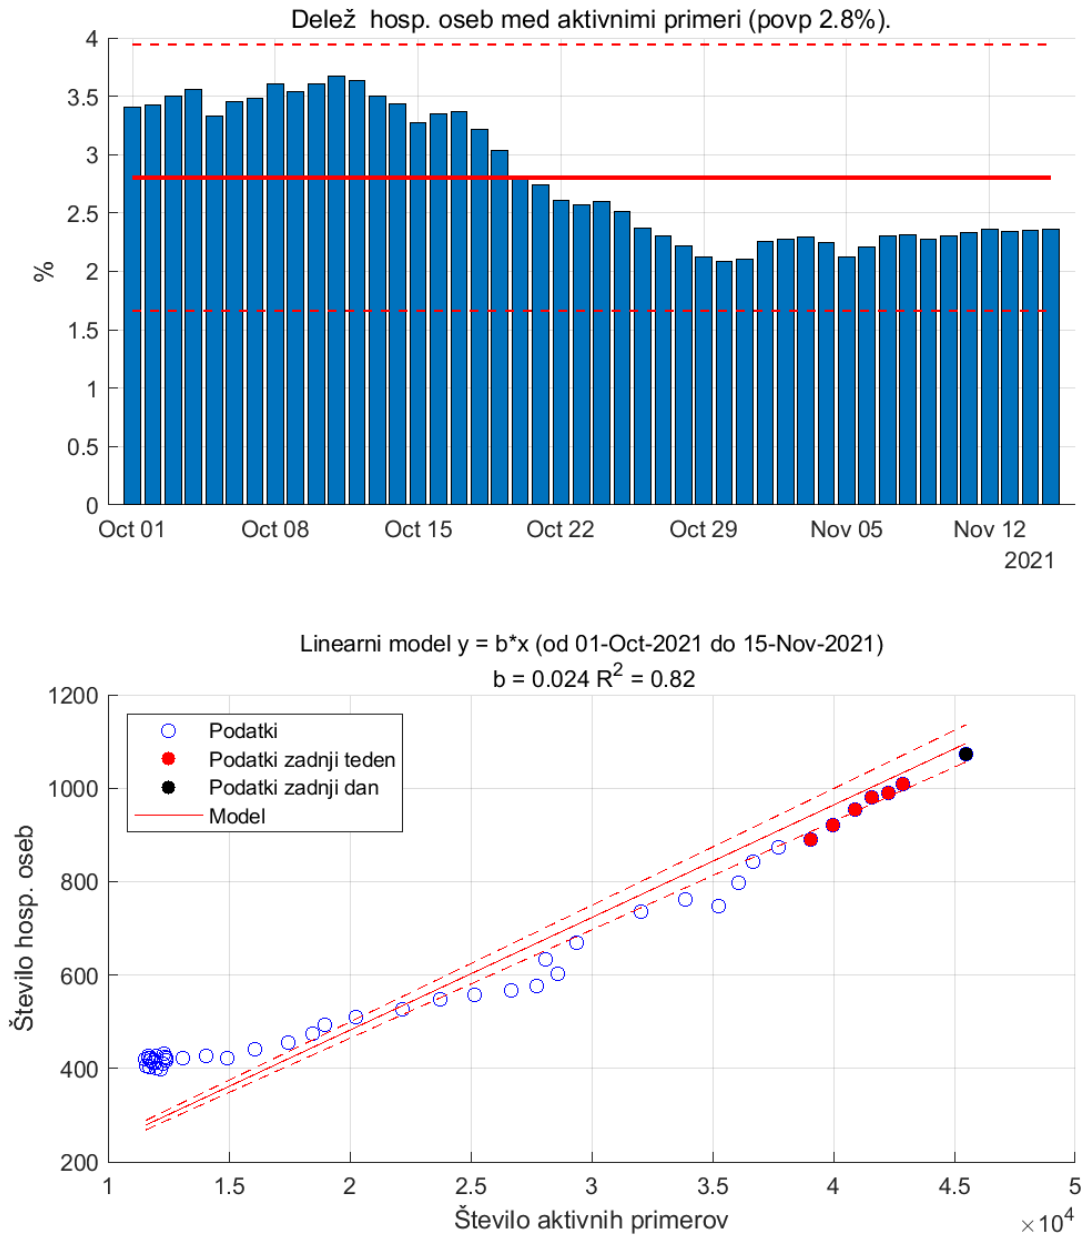 Delež hosp. oseb med aktivnimi primeri (povp 2.8%).
4
3.5
3
2.5
2
1.5
1
0.5
0
%
Oct 01 Oct 08 Oct 15 Oct 22 Oct 29 Nov 05 Nov 12
2021
Linearni model y = b*x (od 01-Oct-2021 do 15-Nov-2021)
b = 0.024 R² = 0.82
1200
1000
800
600
400
200
Število hosp. oseb
Podatki
Podatki zadnji teden
Podatki zadnji dan
Model
1 1.5 2 2.5 3 3.5 4 4.5 5
Število aktivnih primerov
×10⁴